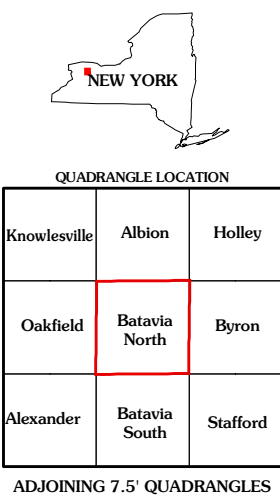 NEW YORK
QUADRANGLE LOCATION
Knowlesville Albion Holley
Oakfield Batavia North Byron
Alexander Batavia South Stafford
ADJOINING 7.5' QUADRANGLES